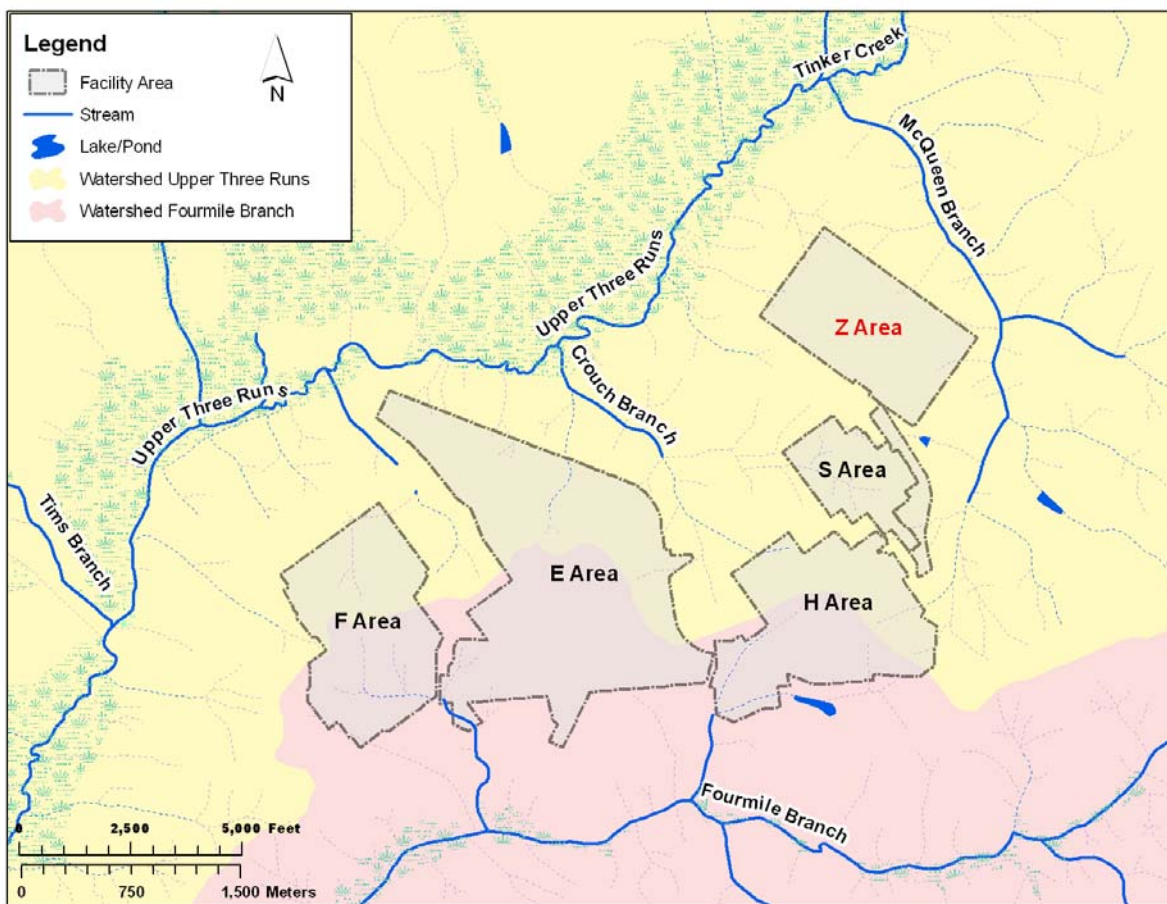 Legend
Facility Area
Stream
Lake/Pond
Watershed Upper Three Runs
Watershed Fourmile Branch
N
Tinker Creek
McQueen Branch
Upper Three Runs
Z Area
Crouch Branch
Upper Three Runs
S Area
Tims Branch
E Area
F Area
H Area
Fourmile Branch
0 2,500 5,000 Feet
0 750 1,500 Meters